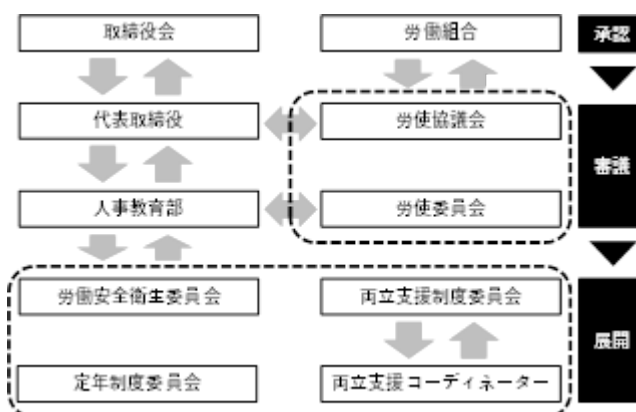 取締役会
労働組合
承認
代表取締役
労使協議会
審議
人事教育部
労使委員会
労働安全衛生委員会
両立支援制度委員会
展開
定年制度委員会
両立支援コーディネーター